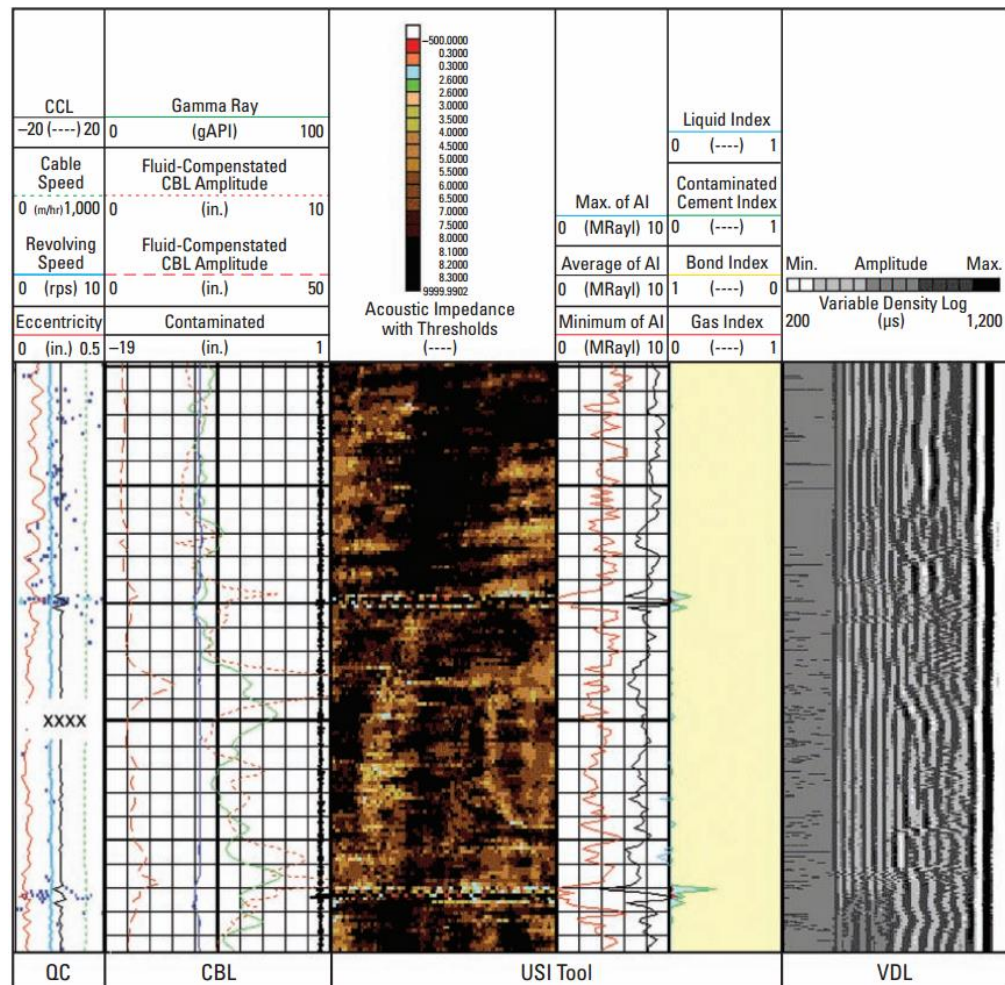 CCL
–20 (----) 20
Cable
Speed
0 (m/hr) 1,000
Revolving
Speed
0 (rps) 10
Eccentricity
0 (in.) 0.5
Gamma Ray
0 (gAPI) 100
Fluid-Compenstated
CBL Amplitude
0 (in.) 10
Fluid-Compenstated
CBL Amplitude
0 (in.) 50
Contaminated
–19 (in.) 1
–500.0000
0.3000
0.3000
2.6000
2.6000
3.0000
3.5000
4.0000
4.5000
5.0000
5.5000
6.0000
6.5000
7.0000
7.5000
8.0000
8.1000
8.2000
8.3000
9999.9902
Acoustic Impedance
with Thresholds
(----)
Max. of AI
0 (MRayl) 10
Average of AI
0 (MRayl) 10
Minimum of AI
0 (MRayl) 10
Liquid Index
0 (----) 1
Contaminated
Cement Index
0 (----) 1
Bond Index
1 (----) 0
Gas Index
0 (----) 1
Min. Amplitude Max.
Variable Density Log
200 (µs) 1,200
XXXX
QC CBL USI Tool VDL